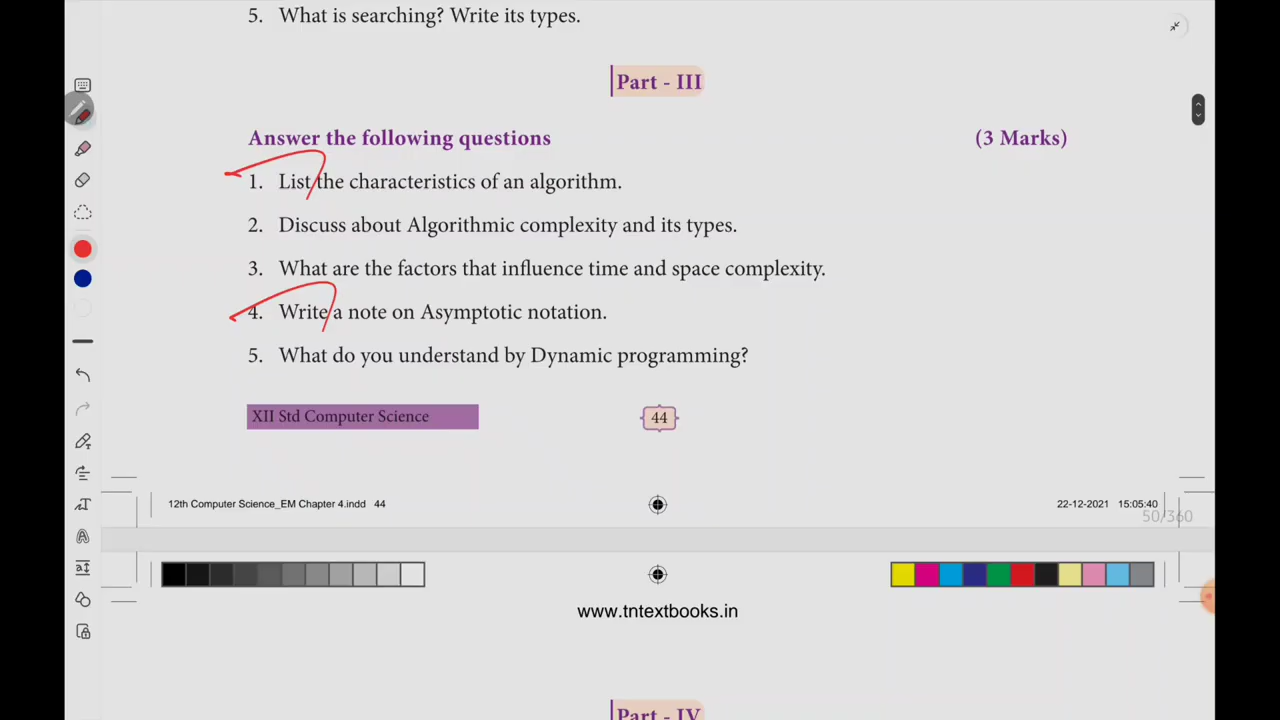 5. What is searching? Write its types.
Part - III
Answer the following questions (3 Marks)
1. List the characteristics of an algorithm.
2. Discuss about Algorithmic complexity and its types.
3. What are the factors that influence time and space complexity.
4. Write a note on Asymptotic notation.
5. What do you understand by Dynamic programming?
XII Std Computer Science 44
12th Computer Science_EM Chapter 4.indd 44 22-12-2021 15:05:40
50/360
www.tntextbooks.in
Part - IV